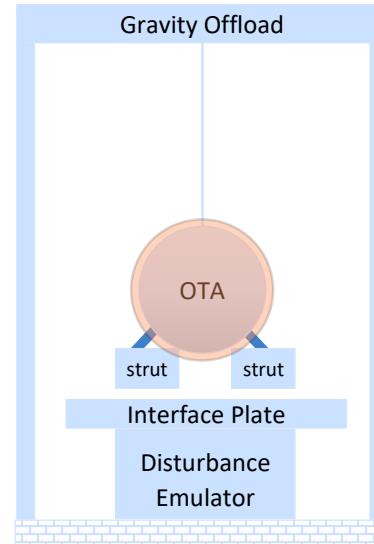 Gravity Offload
OTA
strut
strut
Interface Plate
Disturbance
Emulator